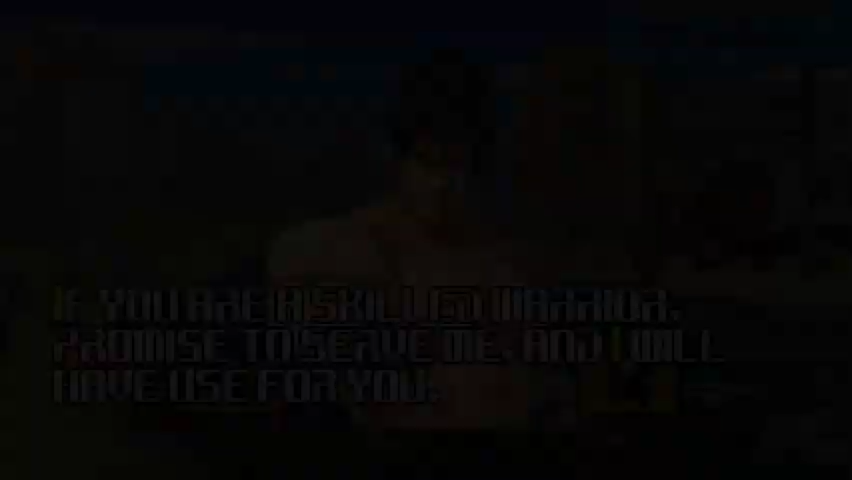 IF YOU ARE A SKILLED WARRIOR,
PROMISE TO SERVE ME, AND I WILL
HAVE USE FOR YOU.